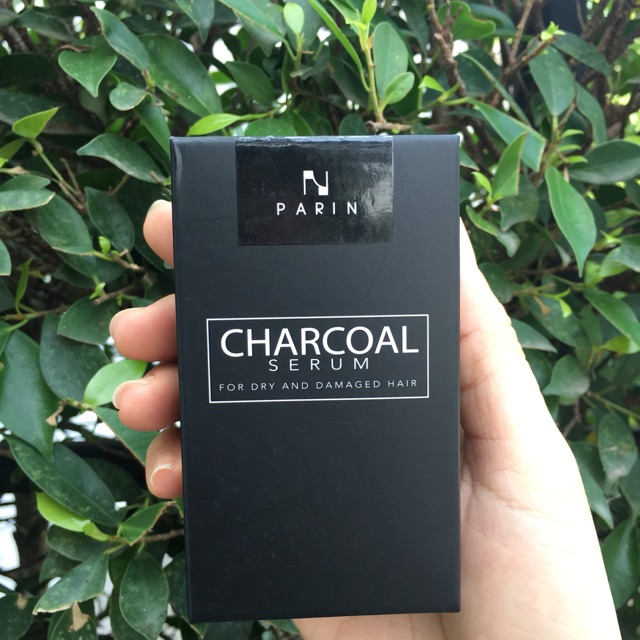 PARIN
CHARCOAL
SERUM
FOR DRY AND DAMAGED HAIR